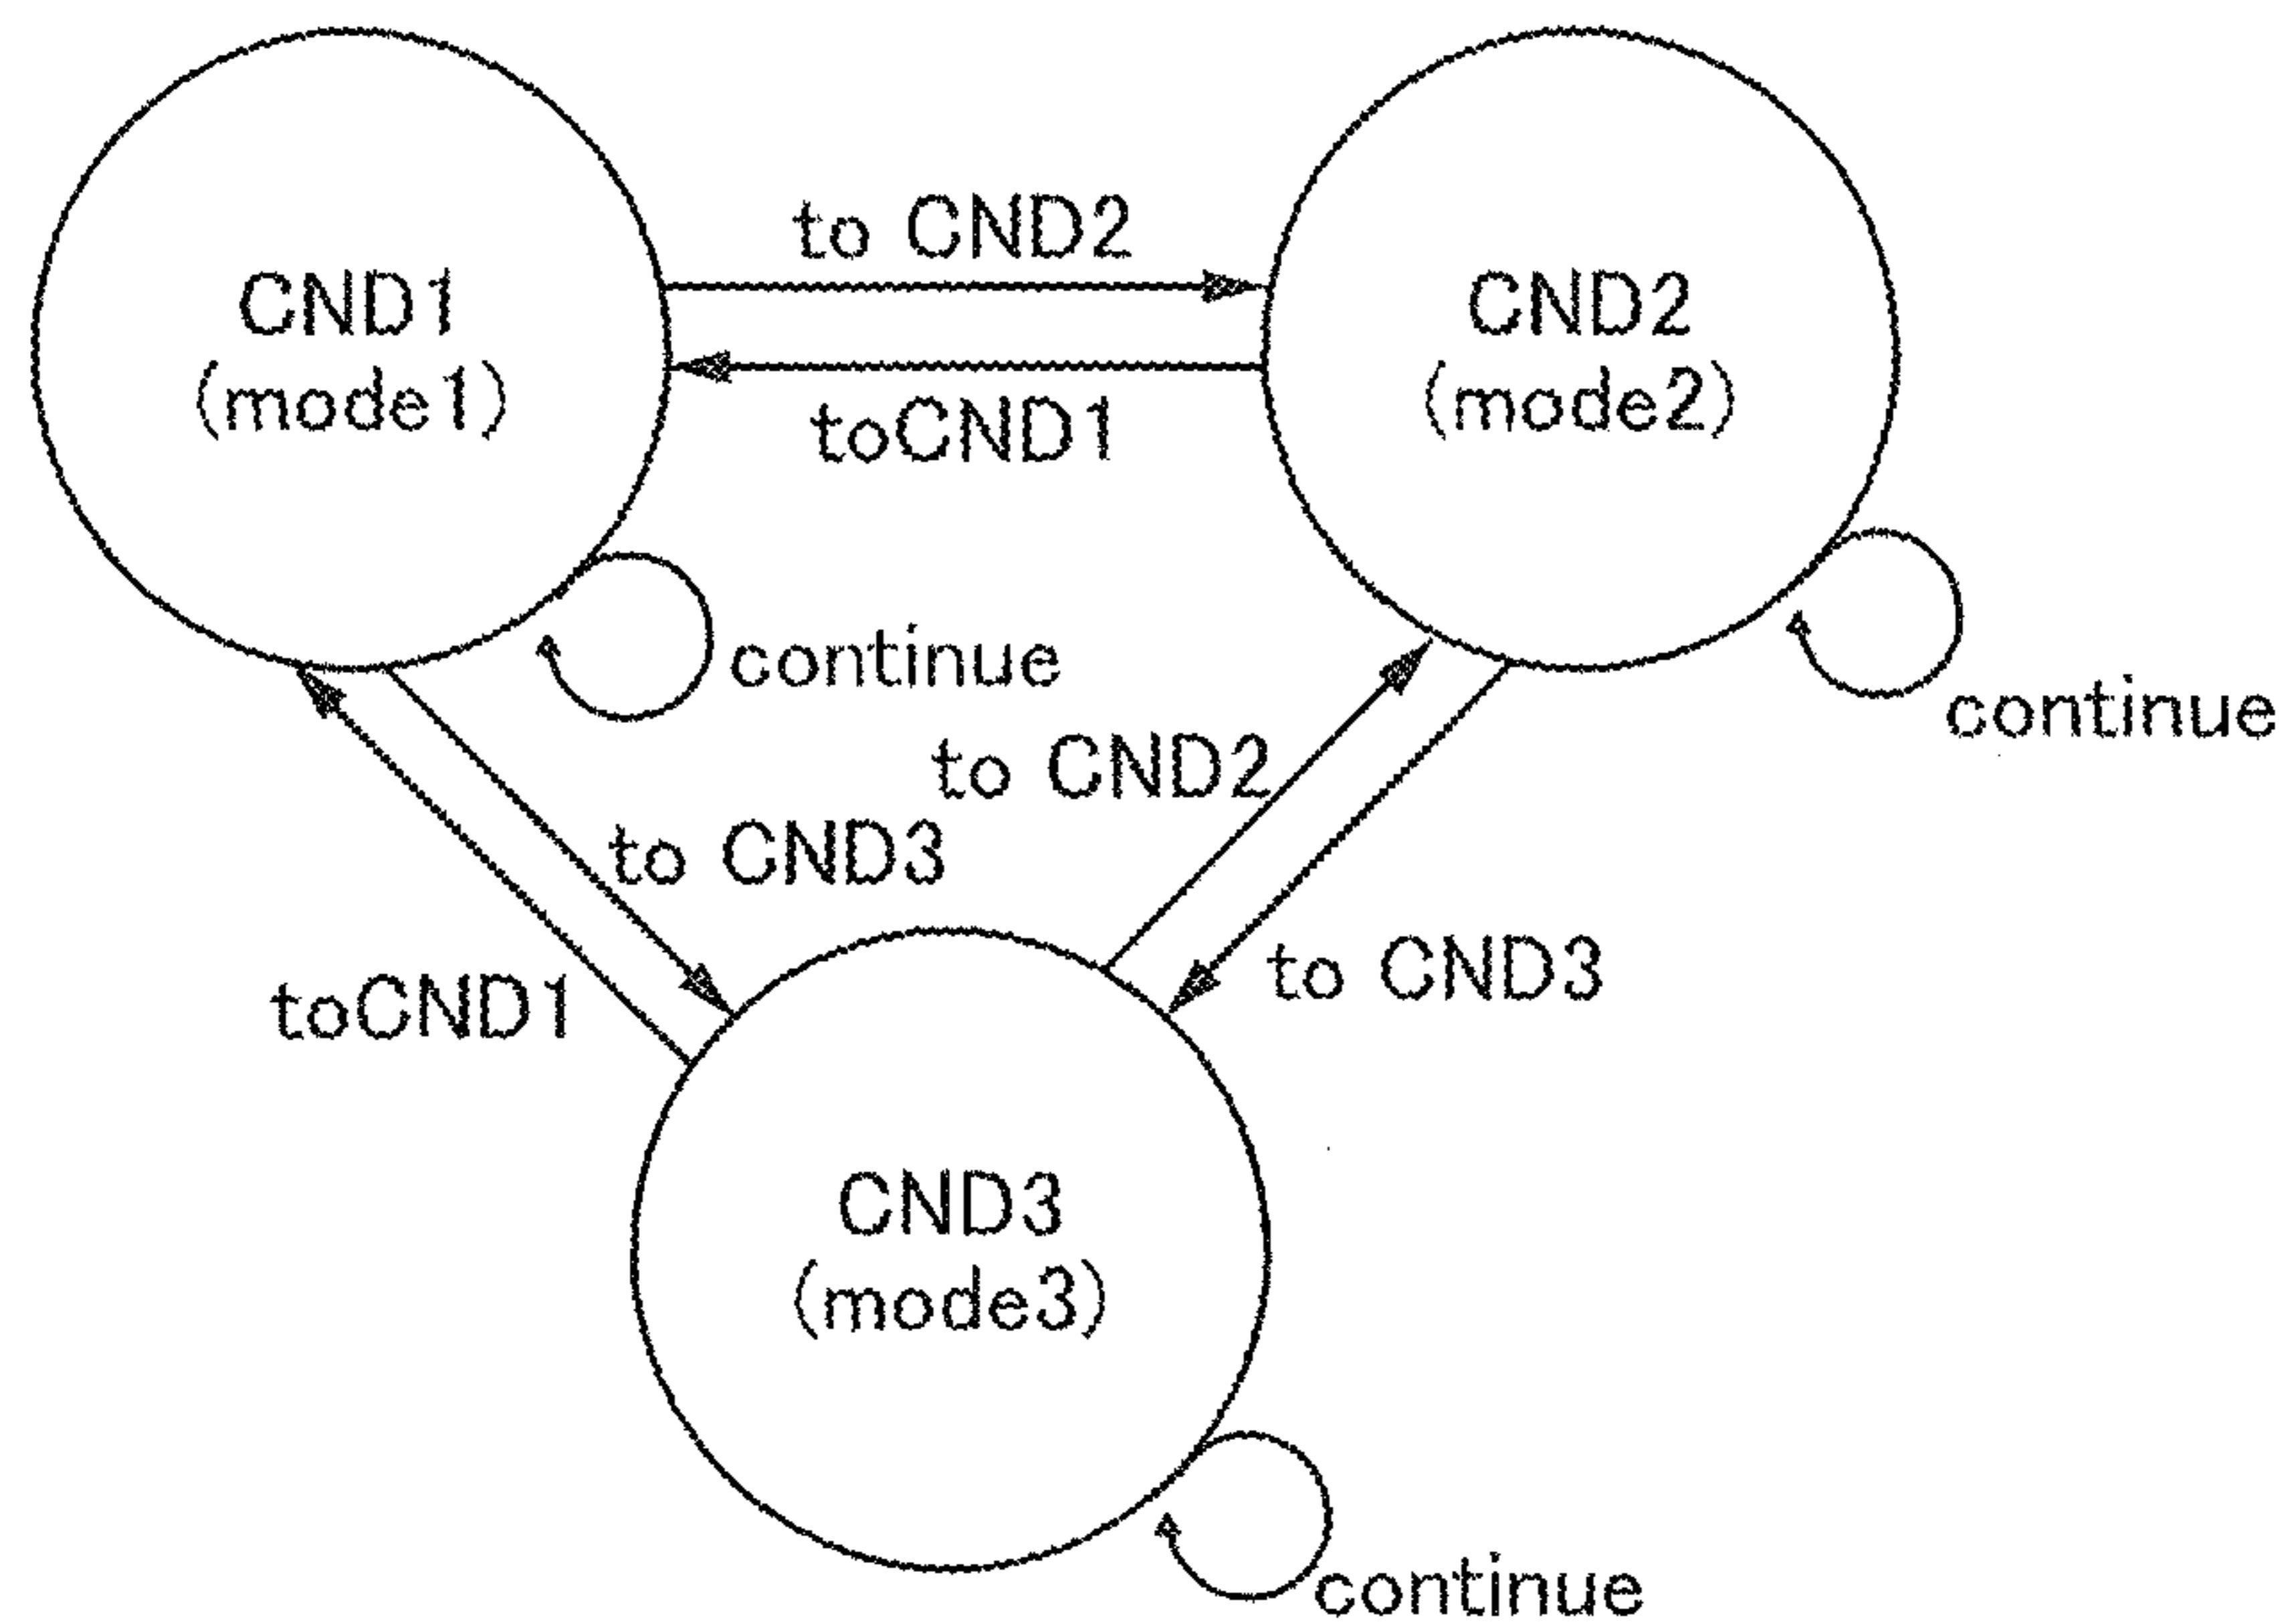 to CND2
CND1
(mode1)
CND2
(mode2)
toCND1
continue
continue
to CND2
to CND3
to CND3
toCND1
CND3
(mode3)
continue